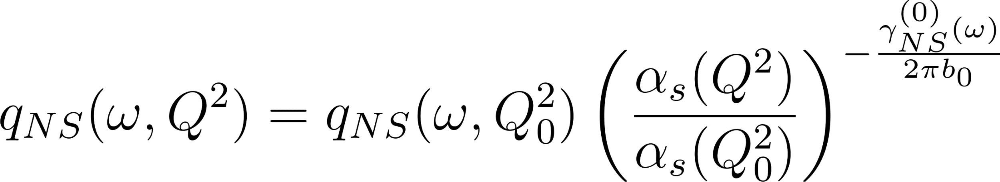 q_{NS}(\omega, Q^2) = q_{NS}(\omega, Q_0^2) \left( \frac{\alpha_s(Q^2)}{\alpha_s(Q_0^2)} \right)^{-\frac{\gamma_{NS}^{(0)}(\omega)}{2\pi b_0}}